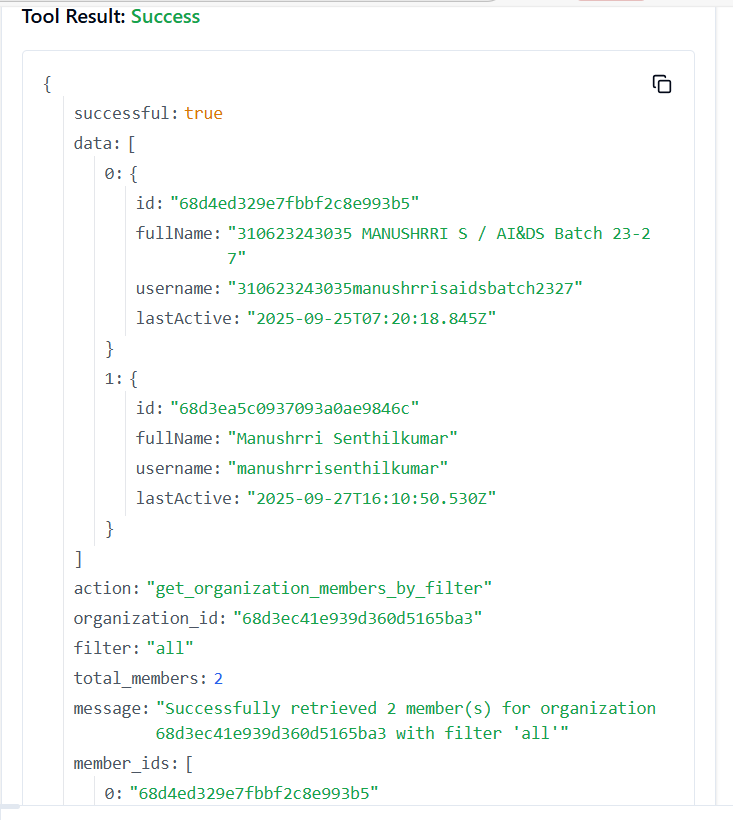 Tool Result: Success
{
successful: true
data: [
0: {
id: "68d4ed329e7fbbf2c8e993b5"
fullName: "310623243035 MANUSHRRI S / AI&DS Batch 23-2
7"
username: "310623243035manushrrisaidsbatch2327"
lastActive: "2025-09-25T07:20:18.845Z"
}
1: {
id: "68d3ea5c0937093a0ae9846c"
fullName: "Manushrri Senthilkumar"
username: "manushrrisenthilkumar"
lastActive: "2025-09-27T16:10:50.530Z"
}
]
action: "get_organization_members_by_filter"
organization_id: "68d3ec41e939d360d5165ba3"
filter: "all"
total_members: 2
message: "Successfully retrieved 2 member(s) for organization
68d3ec41e939d360d5165ba3 with filter 'all'"
member_ids: [
0: "68d4ed329e7fbbf2c8e993b5"